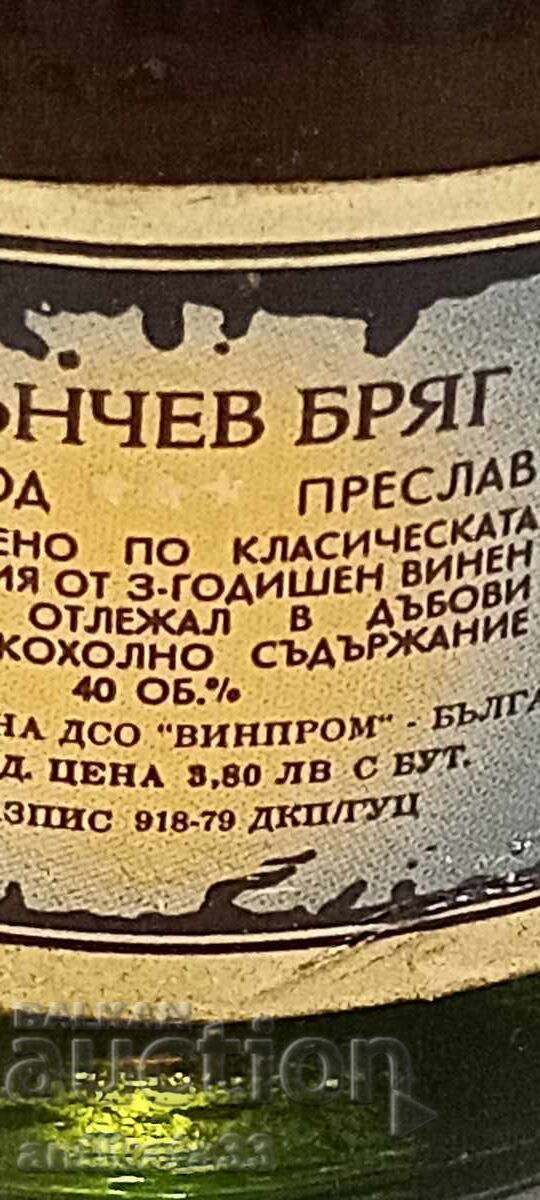 ЪНЧЕВ БРЯГ
ОД *** ПРЕСЛАВ
ЕНО ПО КЛАСИЧЕСКАТА
ИЯ ОТ 3-ГОДИШЕН ВИНЕН
ОТЛЕЖАЛ В ДЪБОВИ
КОХОЛНО СЪДЪРЖАНИЕ
40 ОБ.%
НА ДСО "ВИНПРОМ" - БЪЛГА
Д. ЦЕНА 3,80 ЛВ С БУТ.
АЗПИС 918-79 ДКП/ГУЦ
BALKAN
auction